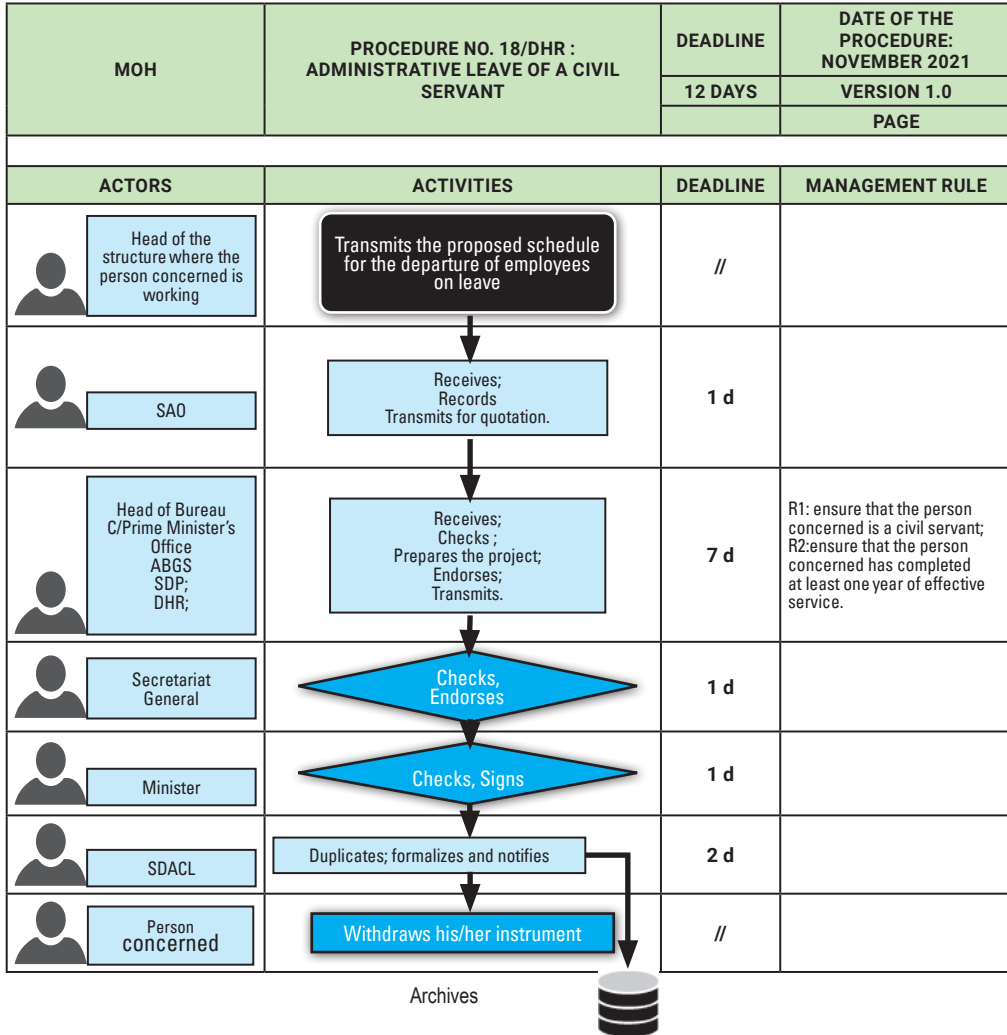 MOH
PROCEDURE NO. 18/DHR :
ADMINISTRATIVE LEAVE OF A CIVIL
SERVANT
DEADLINE
DATE OF THE
PROCEDURE:
NOVEMBER 2021
12 DAYS
VERSION 1.0
PAGE
ACTORS
ACTIVITIES
DEADLINE
MANAGEMENT RULE
Head of the
structure where the
person concerned is
working
Transmits the proposed schedule
for the departure of employees
on leave
//
SAO
Receives;
Records
Transmits for quotation.
1 d
Head of Bureau
C/Prime Minister's
Office
ABGS
SDP;
DHR;
Receives;
Checks ;
Prepares the project;
Endorses;
Transmits.
7 d
R1: ensure that the person
concerned is a civil servant;
R2:ensure that the person
concerned has completed
at least one year of effective
service.
Secretariat
General
Checks,
Endorses
1 d
Minister
Checks, Signs
1 d
SDACL
Duplicates; formalizes and notifies
2 d
Person
concerned
Withdraws his/her instrument
//
Archives